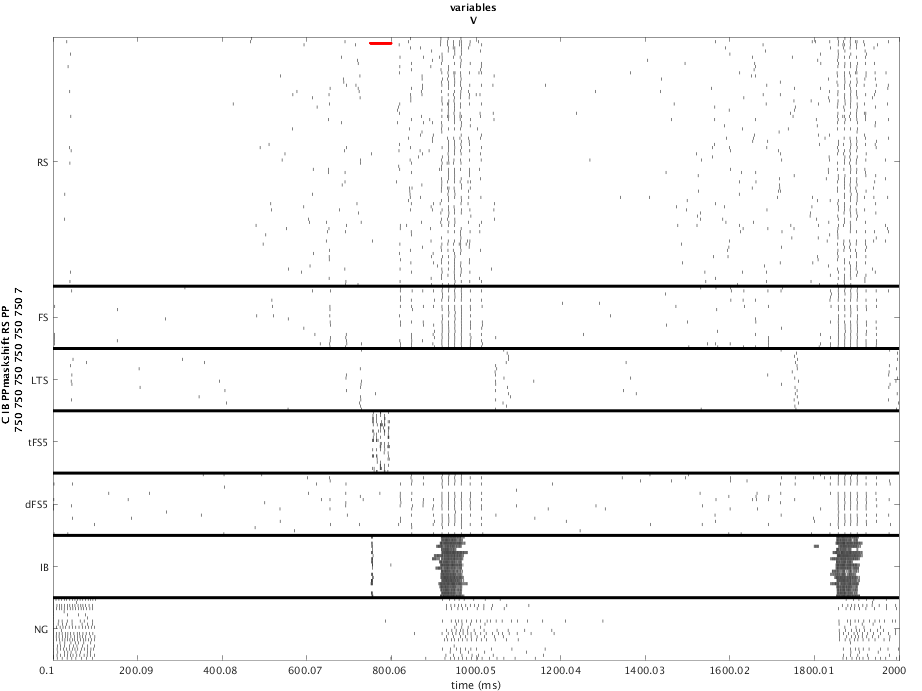 variables
V
C IB PPmaskshift RS PP
750 750 750 750 750 750 750 7
RS
FS
LTS
tFS5
dFS5
IB
NG
0.1 200.09 400.08 600.07 800.06 1000.05 1200.04 1400.03 1600.02 1800.01 2000
time (ms)